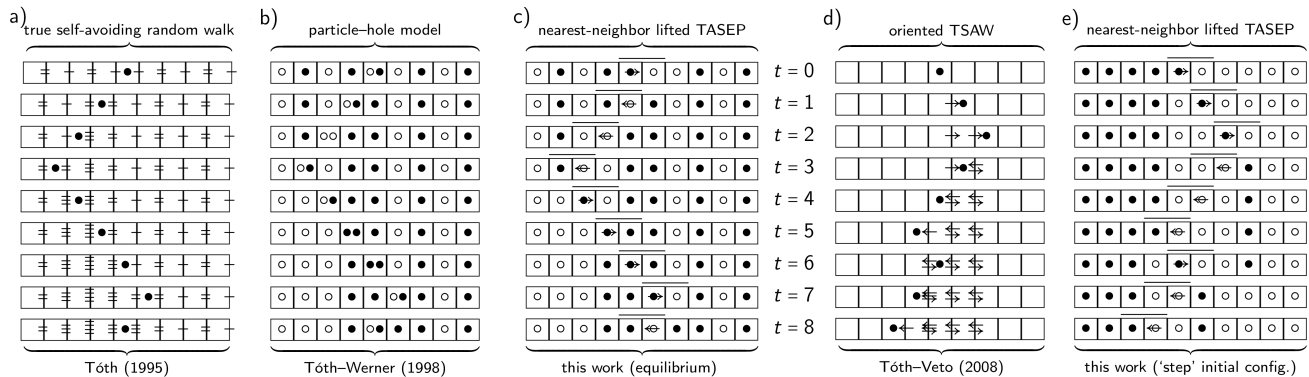 a)
true self-avoiding random walk
b)
particle–hole model
c)
nearest-neighbor lifted TASEP
d)
oriented TSAW
e)
nearest-neighbor lifted TASEP
t = 0
t = 1
t = 2
t = 3
t = 4
t = 5
t = 6
t = 7
t = 8
Tóth (1995)
Tóth–Werner (1998)
this work (equilibrium)
Tóth–Veto (2008)
this work (‘step’ initial config.)